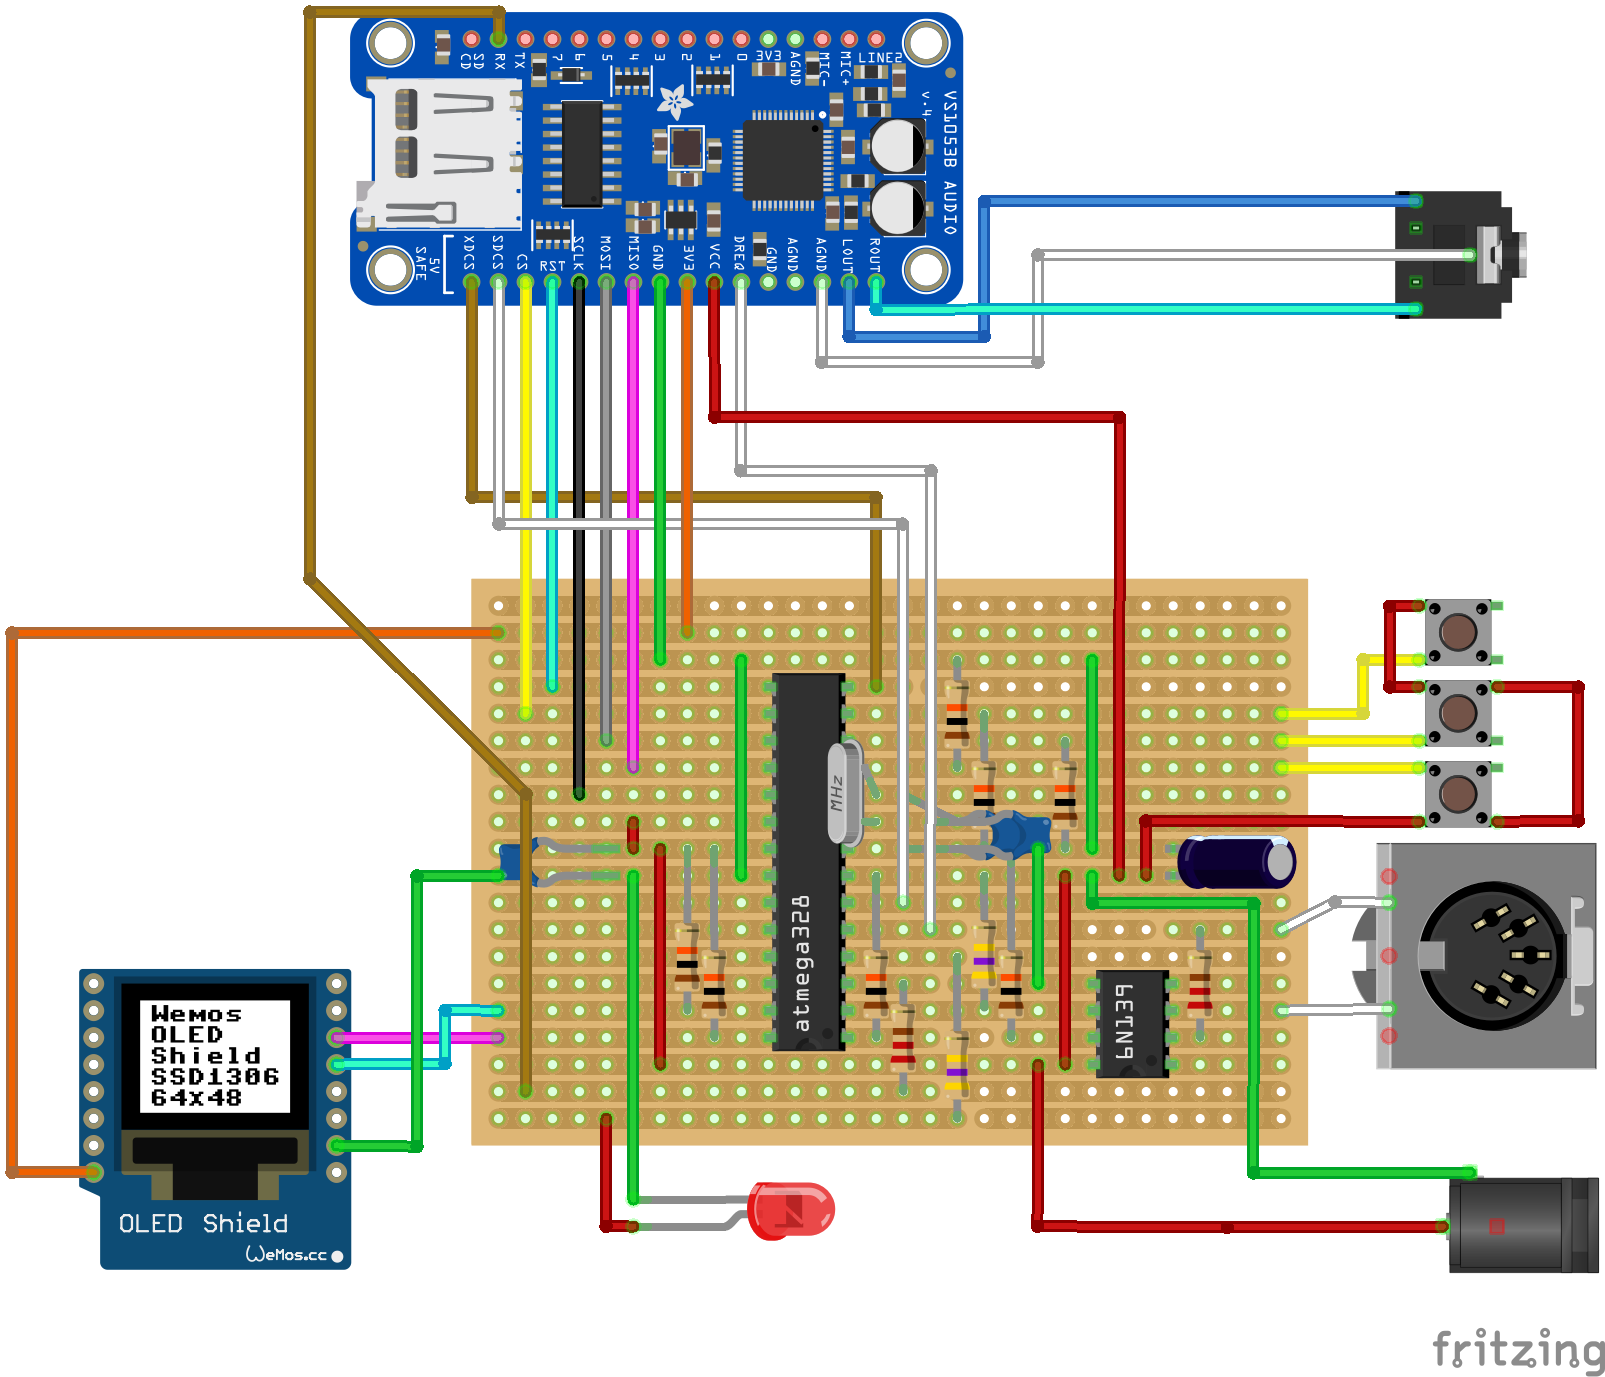 SD CD
RX
TX
7
6
5
4
3
2
1
0
3V3
AGND
MIC-
MIC+
LINE2
v.4
VS1053B AUDIO
5V SAFE
XDCS
SDCS
CS
RST
SCLK
MOSI
MISO
GND
3V3
VCC
DREQ
GND
AGND
AGND
LOUT
ROUT
MHz
atmega328
6N139
Wemos
OLED
Shield
SSD1306
64x48
OLED Shield
WeMos.cc
fritzing